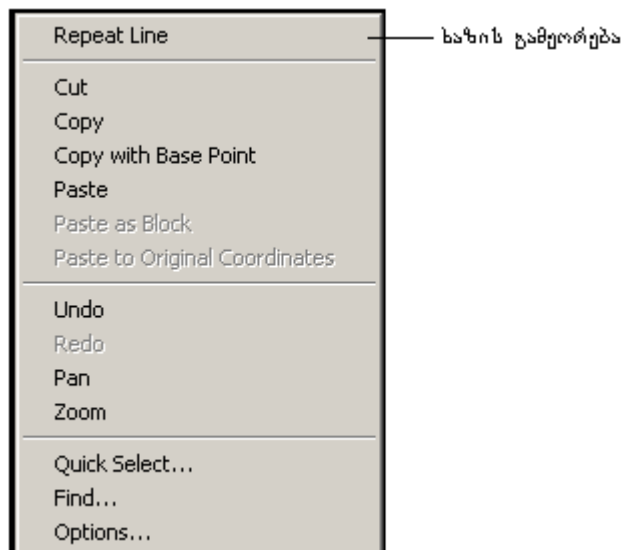 Repeat Line
ხაზის გამეორება
Cut
Copy
Copy with Base Point
Paste
Paste as Block
Paste to Original Coordinates
Undo
Redo
Pan
Zoom
Quick Select...
Find...
Options...